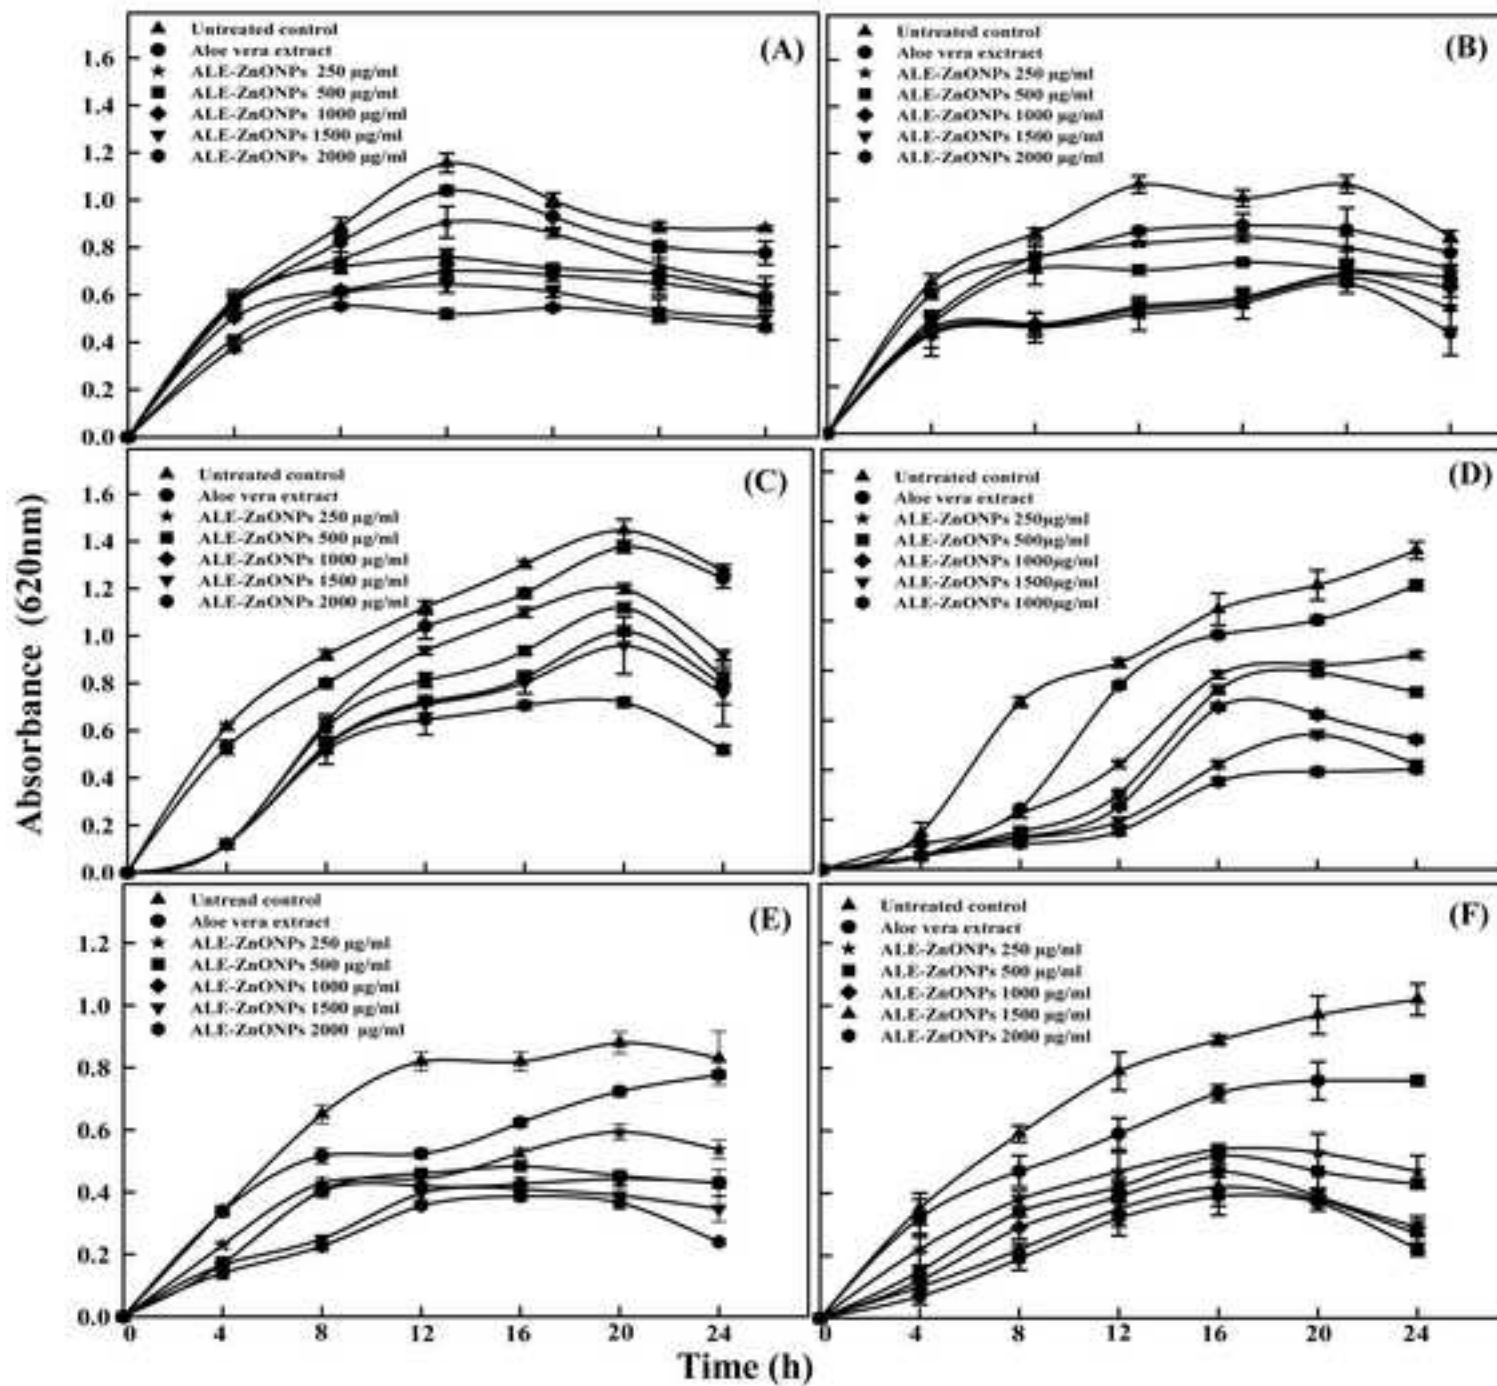 Untreated control
Aloe vera extract
ALE-ZnONPs 250 µg/ml
ALE-ZnONPs 500 µg/ml
ALE-ZnONPs 1000 µg/ml
ALE-ZnONPs 1500 µg/ml
ALE-ZnONPs 2000 µg/ml
(A)
1.6
1.4
1.2
1.0
0.8
0.6
0.4
0.2
0.0
Untreated control
Aloe vera exctract
ALE-ZnONPs 250 µg/ml
ALE-ZnONPs 500 µg/ml
ALE-ZnONPs 1000 µg/ml
ALE-ZnONPs 1500 µg/ml
ALE-ZnONPs 2000 µg/ml
(B)
Absorbance (620nm)
Untreated control
Aloe vera extract
ALE-ZnONPs 250 µg/ml
ALE-ZnONPs 500 µg/ml
ALE-ZnONPs 1000 µg/ml
ALE-ZnONPs 1500 µg/ml
ALE-ZnONPs 2000 µg/ml
(C)
1.6
1.4
1.2
1.0
0.8
0.6
0.4
0.2
0.0
Untreated control
Aloe vera extract
ALE-ZnONPs 250µg/ml
ALE-ZnONPs 500µg/ml
ALE-ZnONPs 1000µg/ml
ALE-ZnONPs 1500µg/ml
ALE-ZnONPs 1000µg/ml
(D)
Untread control
Aloe vera extract
ALE-ZnONPs 250 µg/ml
ALE-ZnONPs 500 µg/ml
ALE-ZnONPs 1000 µg/ml
ALE-ZnONPs 1500 µg/ml
ALE-ZnONPs 2000 µg/ml
(E)
1.2
1.0
0.8
0.6
0.4
0.2
0.0
0 4 8 12 16 20 24
Untreated control
Aloe vera extract
ALE-ZnONPs 250 µg/ml
ALE-ZnONPs 500 µg/ml
ALE-ZnONPs 1000 µg/ml
ALE-ZnONPs 1500 µg/ml
ALE-ZnONPs 2000 µg/ml
(F)
0 4 8 12 16 20 24
Time (h)